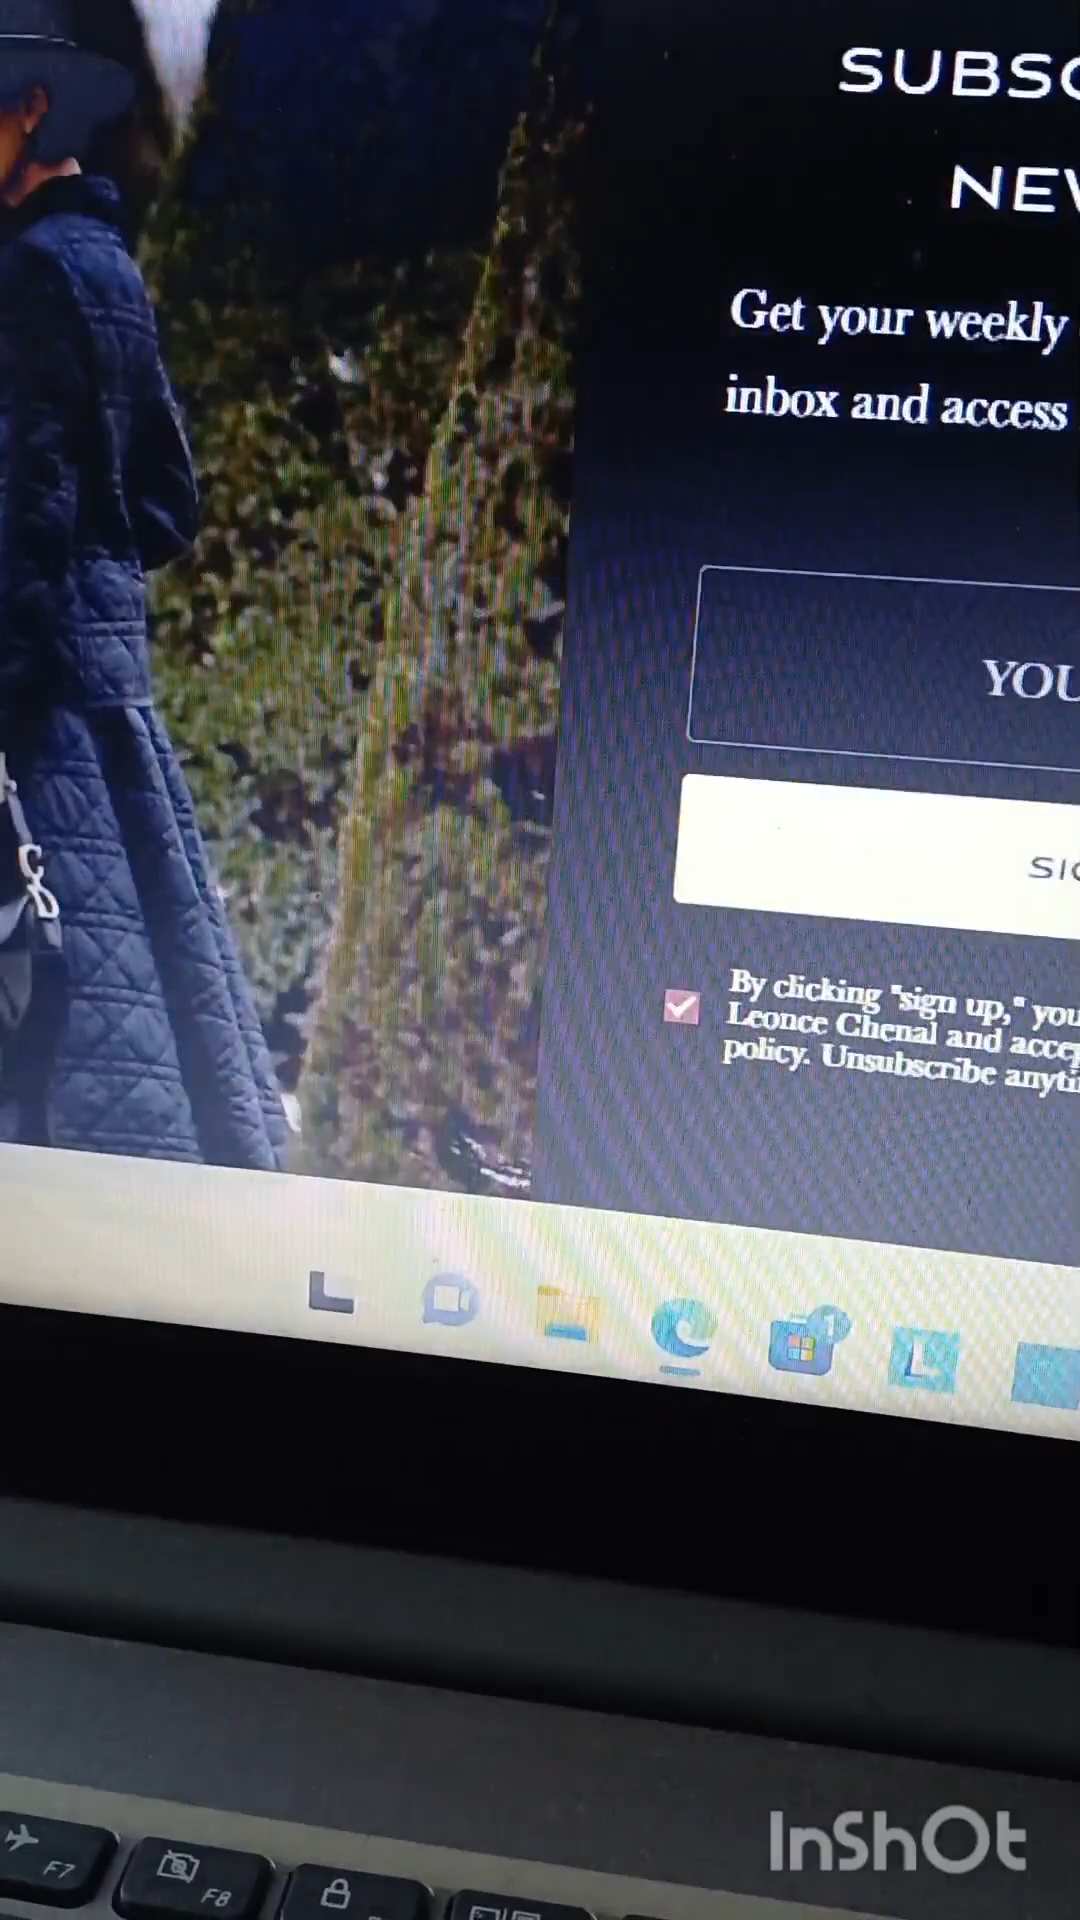 SUBSC
NEW
Get your weekly
inbox and access
YOU
SIG
By clicking "sign up," you
Leonce Chenal and accep
policy. Unsubscribe anyti
1
L
F7
F8
InShOt